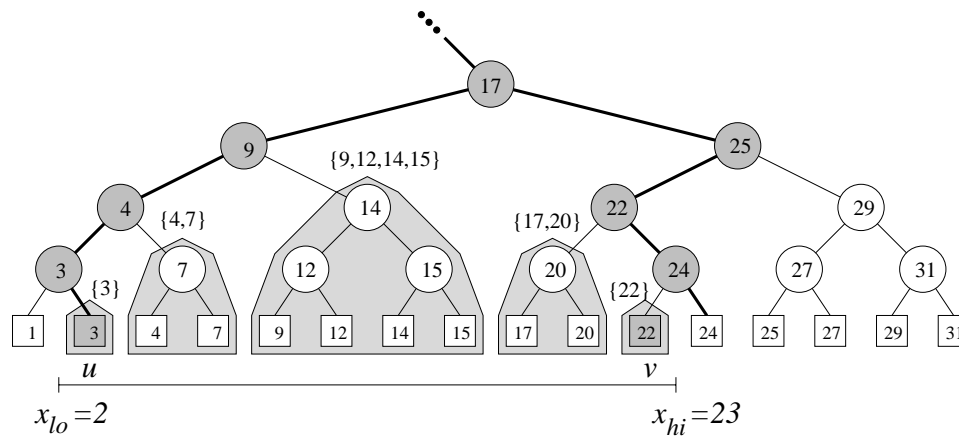 17
9 25
{9,12,14,15}
4 {4,7} 14 {17,20} 22 29
3 {3} 7 12 15 20 {22} 24 27 31
1 3 4 7 9 12 14 15 17 20 22 24 25 27 29 31
u v
x_lo=2 x_hi=23